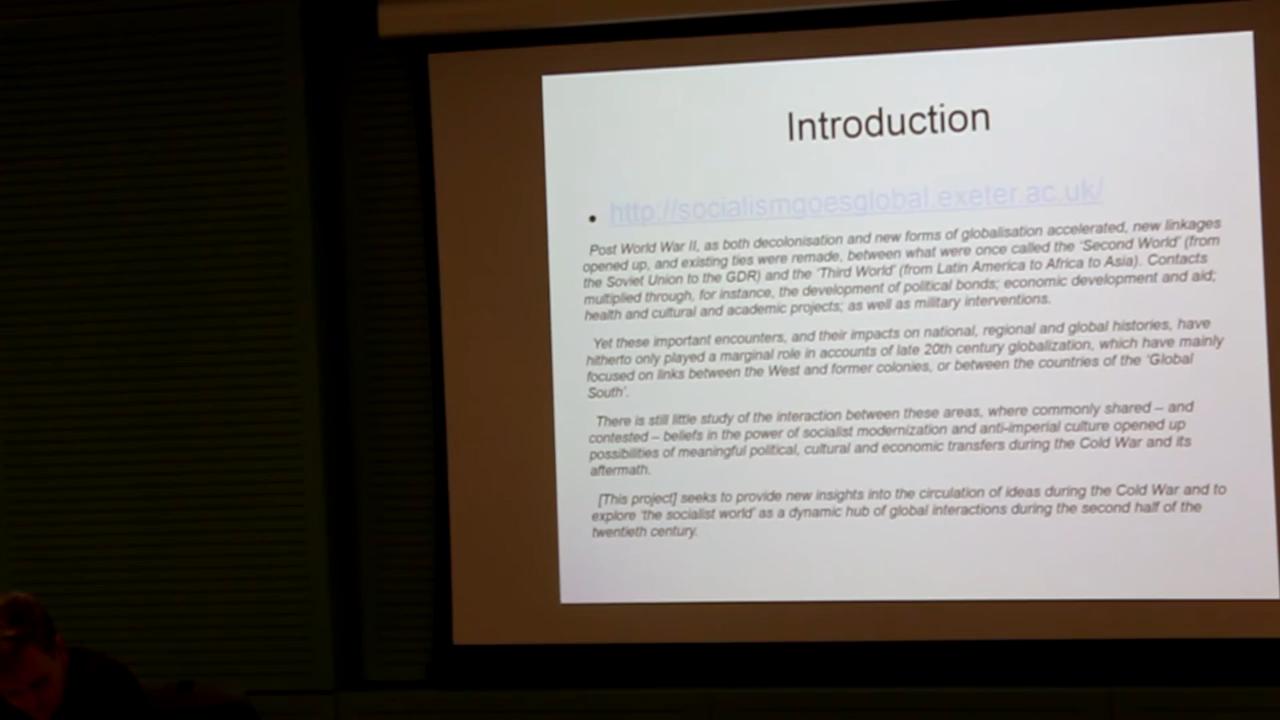 Introduction
• http://socialismgoesglobal.exeter.ac.uk/
Post World War II, as both decolonisation and new forms of globalisation accelerated, new linkages
opened up, and existing ties were remade, between what were once called the 'Second World' (from
the Soviet Union to the GDR) and the 'Third World' (from Latin America to Africa to Asia). Contacts
multiplied through, for instance, the development of political bonds; economic development and aid;
health and cultural and academic projects; as well as military interventions.
Yet these important encounters, and their impacts on national, regional and global histories, have
hitherto only played a marginal role in accounts of late 20th century globalization, which have mainly
focused on links between the West and former colonies, or between the countries of the 'Global
South'.
There is still little study of the interaction between these areas, where commonly shared – and
contested – beliefs in the power of socialist modernization and anti-imperial culture opened up
possibilities of meaningful political, cultural and economic transfers during the Cold War and its
aftermath.
[This project] seeks to provide new insights into the circulation of ideas during the Cold War and to
explore 'the socialist world' as a dynamic hub of global interactions during the second half of the
twentieth century.